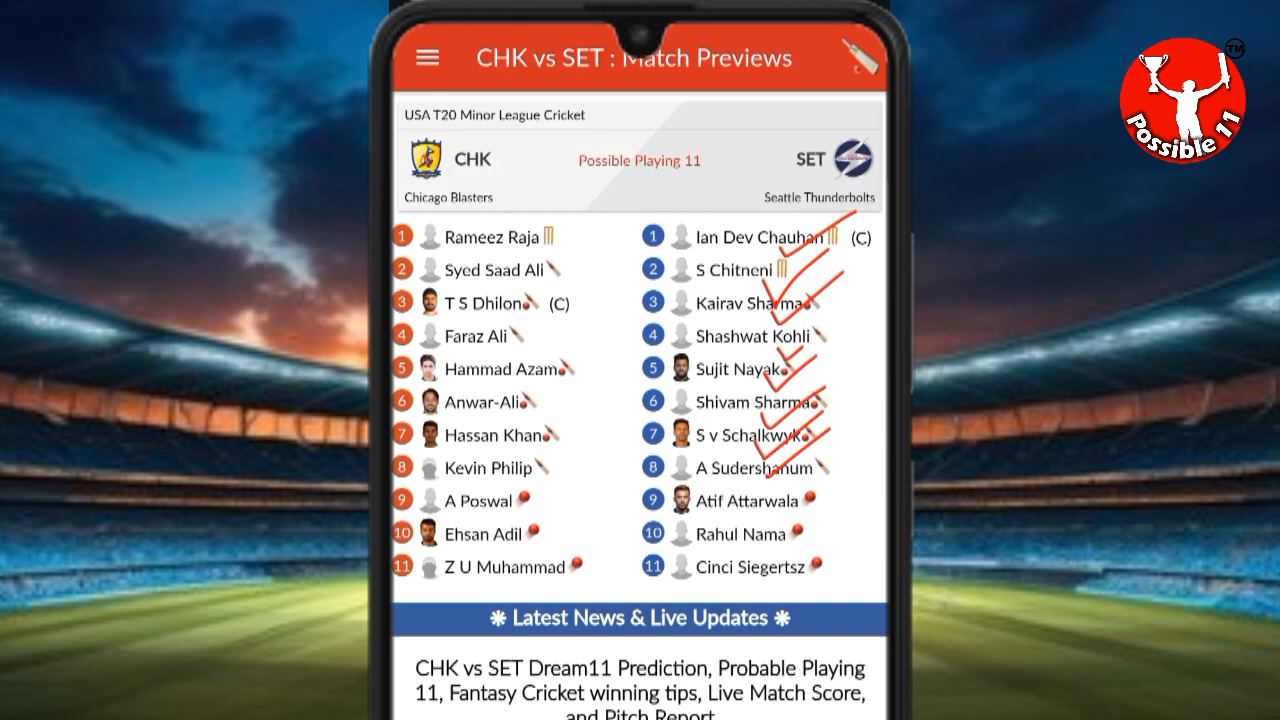 CHK vs SET : Match Previews
TM
Possible 11
USA T20 Minor League Cricket
CHK
Possible Playing 11
SET
Chicago Blasters
Seattle Thunderbolts
1 Rameez Raja
1 Ian Dev Chauhan (C)
2 Syed Saad Ali
2 S Chitneni
3 T S Dhilon (C)
3 Kairav Sharma
4 Faraz Ali
4 Shashwat Kohli
5 Hammad Azam
5 Sujit Nayak
6 Anwar-Ali
6 Shivam Sharma
7 Hassan Khan
7 S v Schalkwyk
8 Kevin Philip
8 A Sudershanum
9 A Poswal
9 Atif Attarwala
10 Ehsan Adil
10 Rahul Nama
11 Z U Muhammad
11 Cinci Siegertsz
❋ Latest News & Live Updates ❋
CHK vs SET Dream11 Prediction, Probable Playing
11, Fantasy Cricket winning tips, Live Match Score,
and Pitch Report